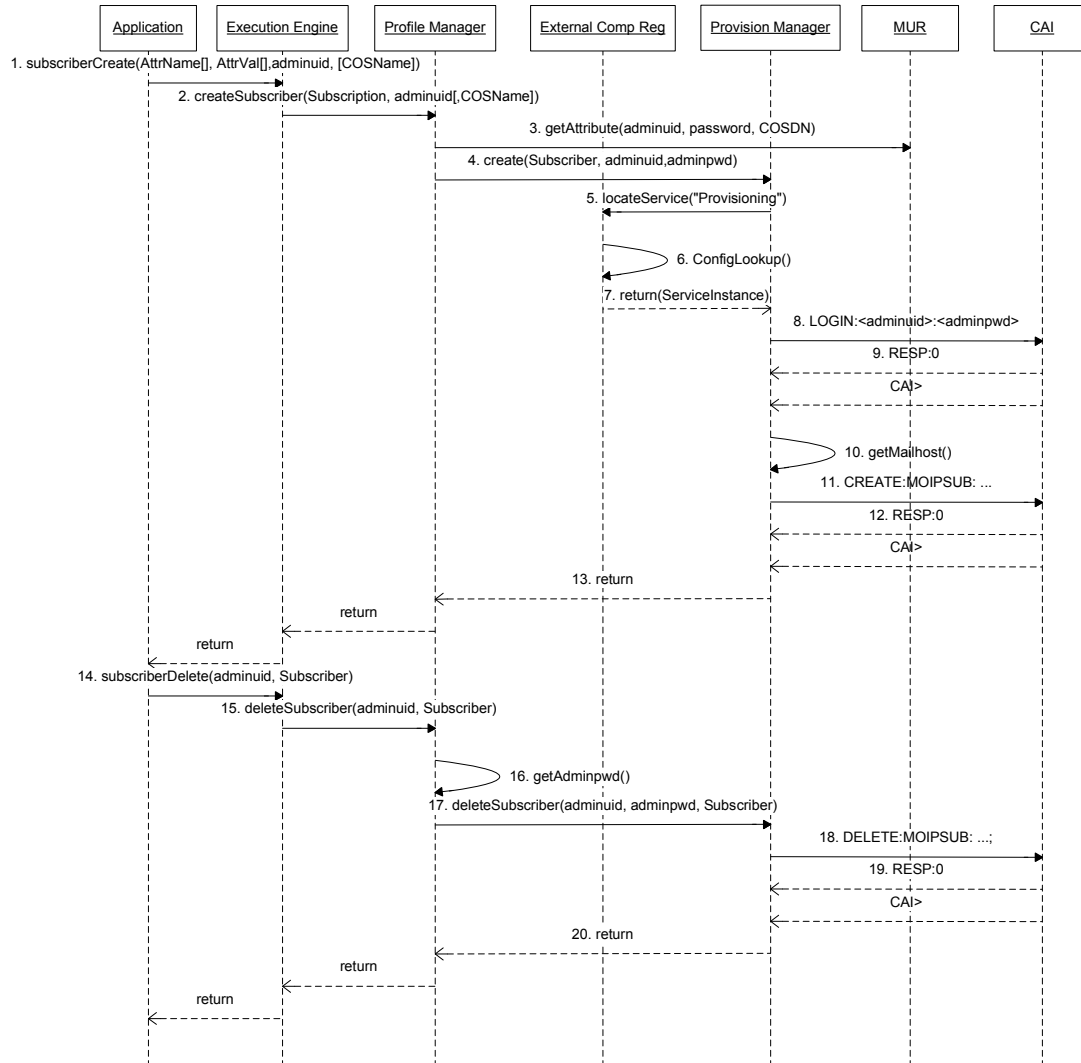 Application
Execution Engine
Profile Manager
External Comp Reg
Provision Manager
MUR
CAI
1. subscriberCreate(AttrName[], AttrVal[],adminuid, [COSName])
2. createSubscriber(Subscription, adminuid[,COSName])
3. getAttribute(adminuid, password, COSDN)
4. create(Subscriber, adminuid,adminpwd)
5. locateService("Provisioning")
6. ConfigLookup()
7. return(ServiceInstance)
8. LOGIN:<adminuid>:<adminpwd>
9. RESP:0
CAI>
10. getMailhost()
11. CREATE:MOIPSUB: ...
12. RESP:0
CAI>
13. return
return
return
14. subscriberDelete(adminuid, Subscriber)
15. deleteSubscriber(adminuid, Subscriber)
16. getAdminpwd()
17. deleteSubscriber(adminuid, adminpwd, Subscriber)
18. DELETE:MOIPSUB: ...;
19. RESP:0
CAI>
20. return
return
return